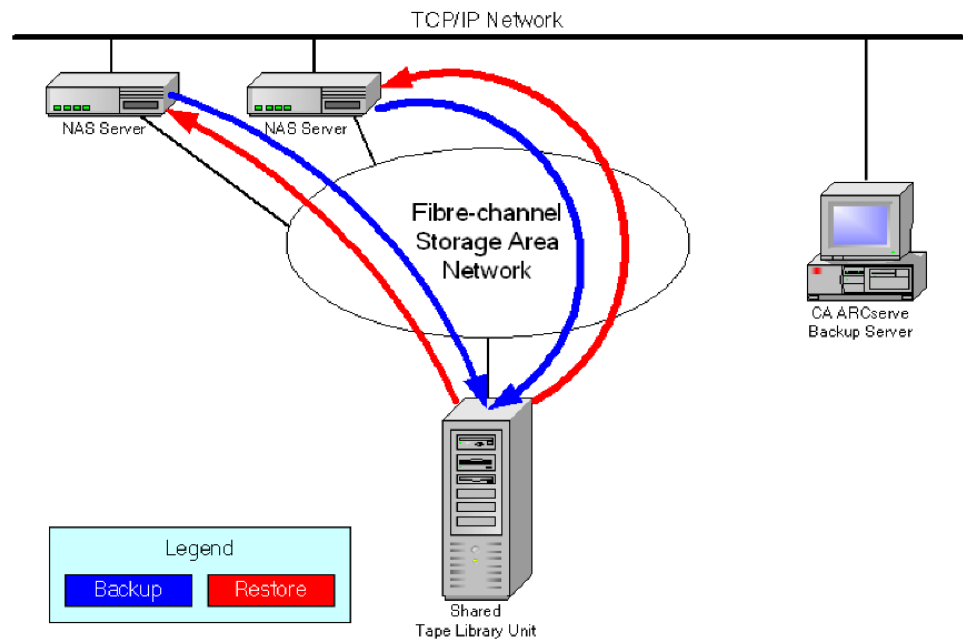 TCP/IP Network
NAS Server
NAS Server
Fibre-channel
Storage Area
Network
CA ARCserve
Backup Server
Legend
Backup
Restore
Shared
Tape Library Unit